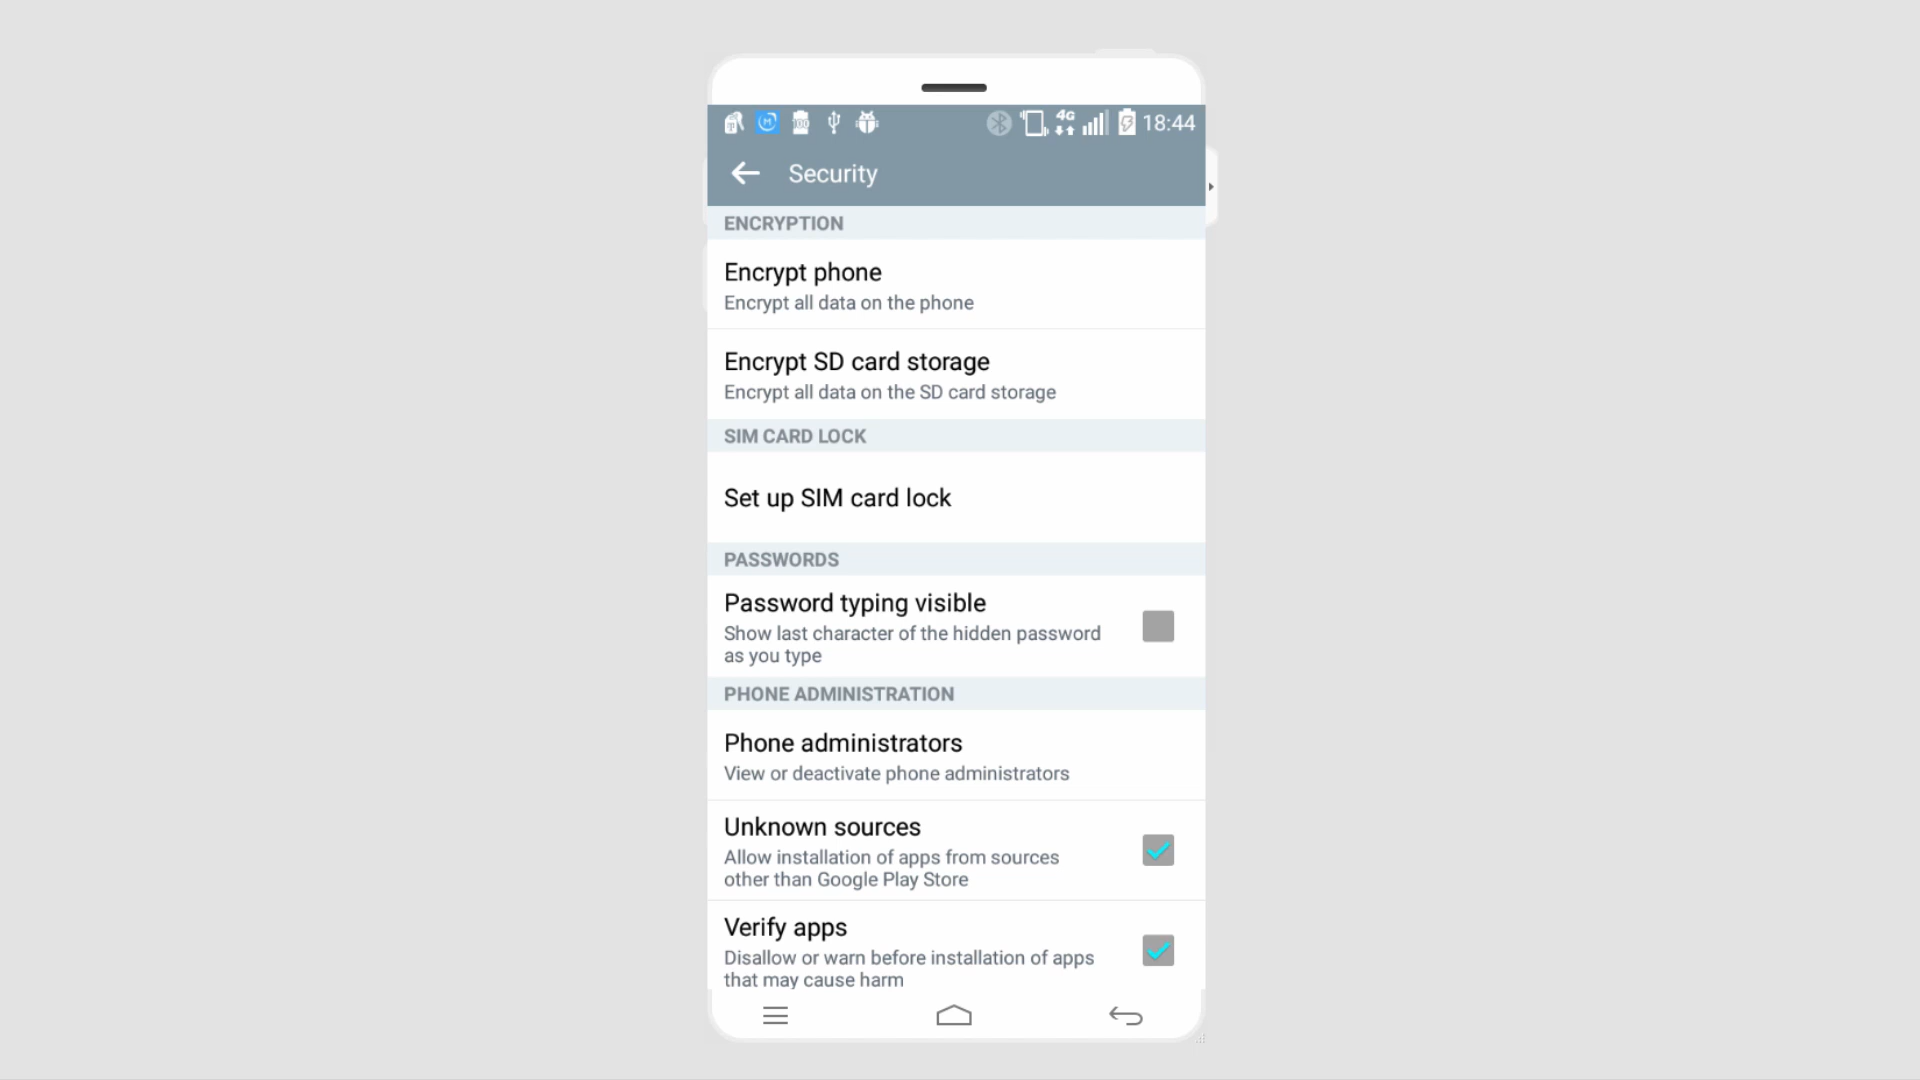 4G 18:44
Security
ENCRYPTION
Encrypt phone
Encrypt all data on the phone
Encrypt SD card storage
Encrypt all data on the SD card storage
SIM CARD LOCK
Set up SIM card lock
PASSWORDS
Password typing visible
Show last character of the hidden password
as you type
PHONE ADMINISTRATION
Phone administrators
View or deactivate phone administrators
Unknown sources
Allow installation of apps from sources
other than Google Play Store
Verify apps
Disallow or warn before installation of apps
that may cause harm